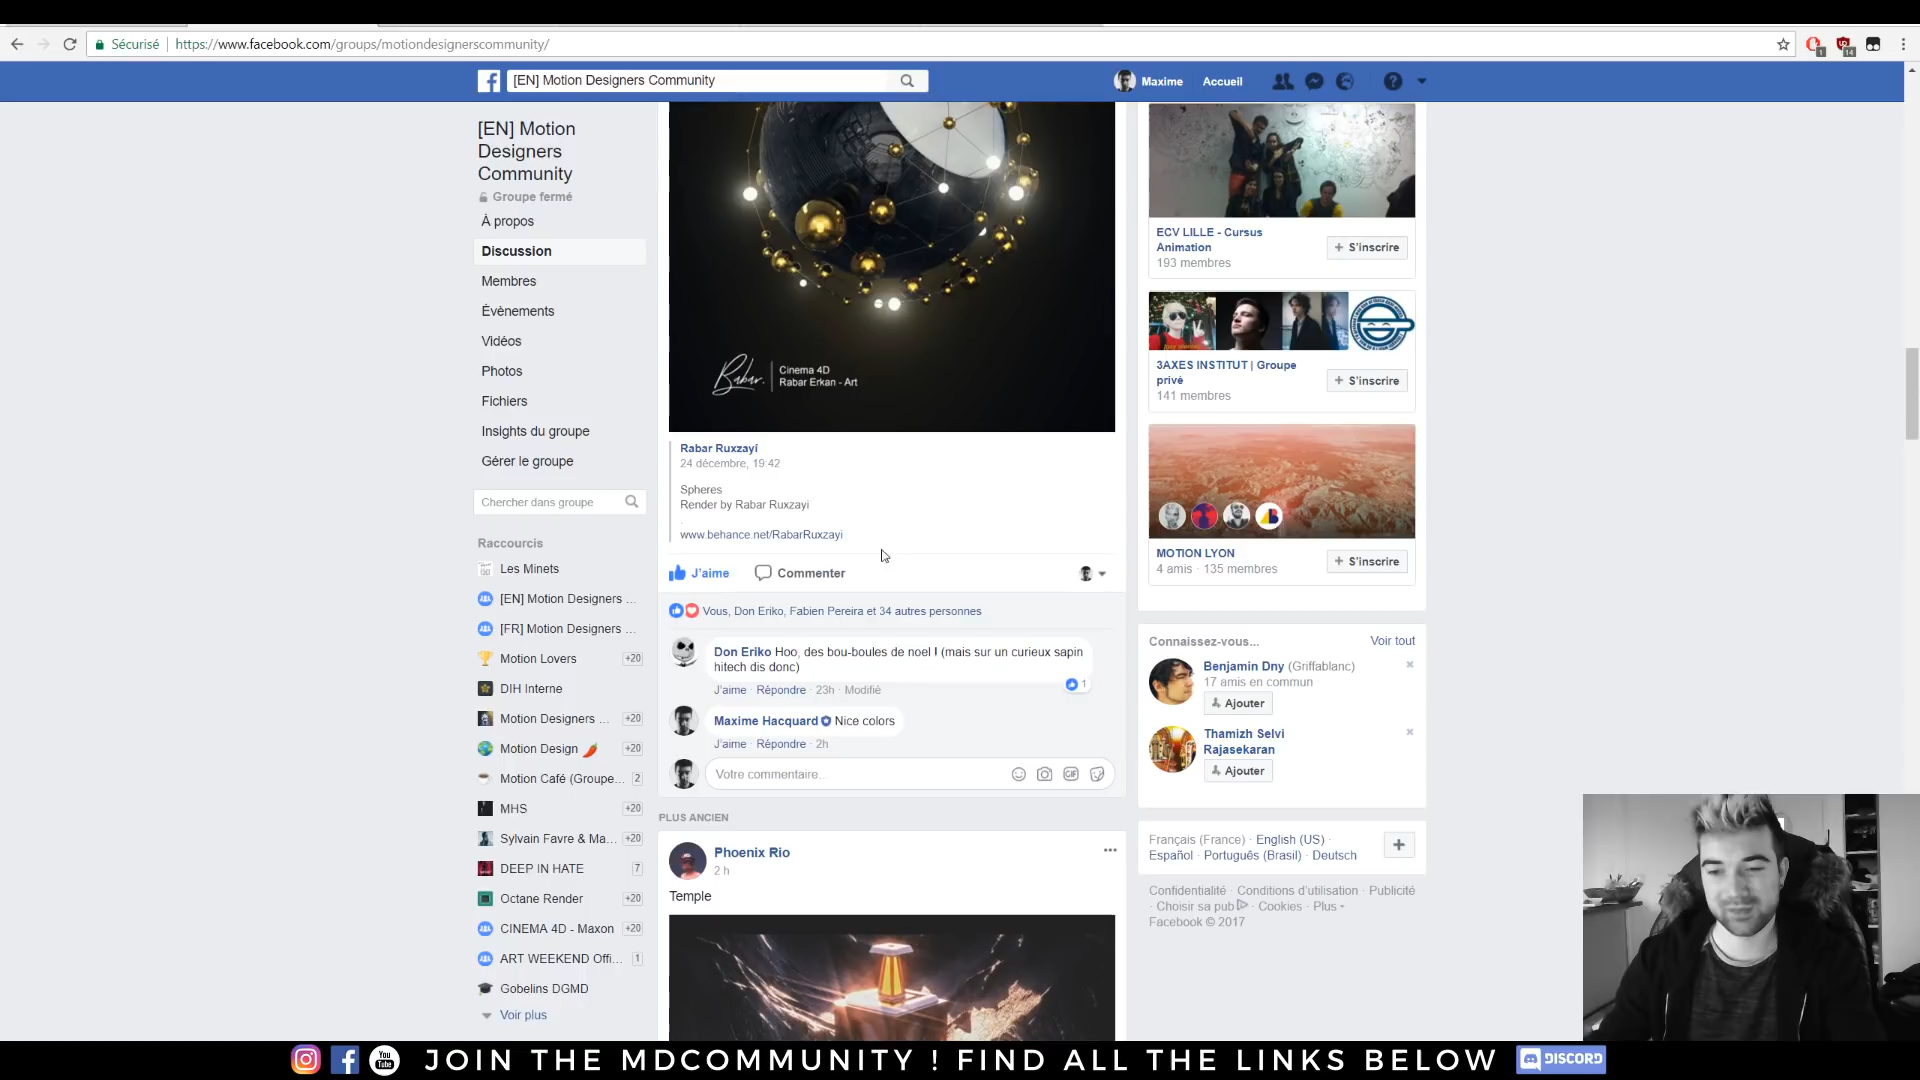 Sécurisé
https://www.facebook.com/groups/motiondesignerscommunity/
1
14
[EN] Motion Designers Community
Maxime
Accueil
[EN] Motion
Designers
Community
Groupe fermé
À propos
Discussion
Membres
Évènements
Vidéos
Photos
Fichiers
Insights du groupe
Gérer le groupe
Chercher dans groupe
Raccourcis
Les Minets
[EN] Motion Designers ...
[FR] Motion Designers ...
Motion Lovers +20
DIH Interne
Motion Designers ... +20
Motion Design +20
Motion Café (Groupe... 2
MHS +20
Sylvain Favre & Ma... +20
DEEP IN HATE 7
Octane Render +20
CINEMA 4D - Maxon +20
ART WEEKEND Offi... 1
Gobelins DGMD
Voir plus
Babar.
Cinema 4D
Rabar Erkan - Art
Rabar Ruxzayî
24 décembre, 19:42
Spheres
Render by Rabar Ruxzayi
.
www.behance.net/RabarRuxzayi
J'aime
Commenter
Vous, Don Eriko, Fabien Pereira et 34 autres personnes
Don Eriko Hoo, des bou-boules de noel ! (mais sur un curieux sapin
hitech dis donc)
J'aime · Répondre · 23h · Modifié
1
Maxime Hacquard Nice colors
J'aime · Répondre · 2h
Votre commentaire...
GIF
PLUS ANCIEN
Phoenix Rio
2 h
Temple
ECV LILLE - Cursus
Animation
193 membres
+ S'inscrire
3AXES INSTITUT | Groupe
privé
141 membres
+ S'inscrire
MOTION LYON
4 amis · 135 membres
+ S'inscrire
Connaissez-vous...
Voir tout
Benjamin Dny (Griffablanc)
17 amis en commun
Ajouter
Thamizh Selvi
Rajasekaran
Ajouter
Français (France) · English (US) ·
Español · Português (Brasil) · Deutsch
Confidentialité · Conditions d'utilisation · Publicité
· Choisir sa pub · Cookies · Plus
Facebook © 2017
You Tube
JOIN THE MDCOMMUNITY ! FIND ALL THE LINKS BELOW
DISCORD